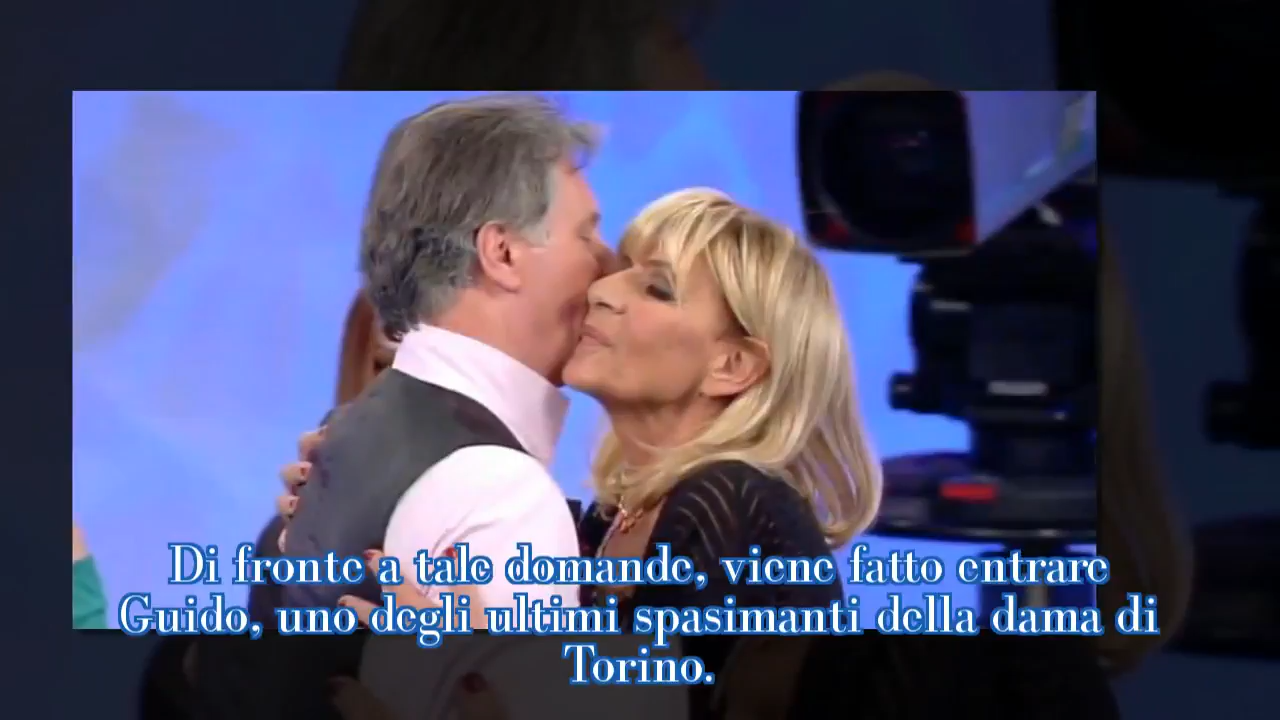 Di fronte a tale domande, viene fatto entrare
Guido, uno degli ultimi spasimanti della dama di
Torino.